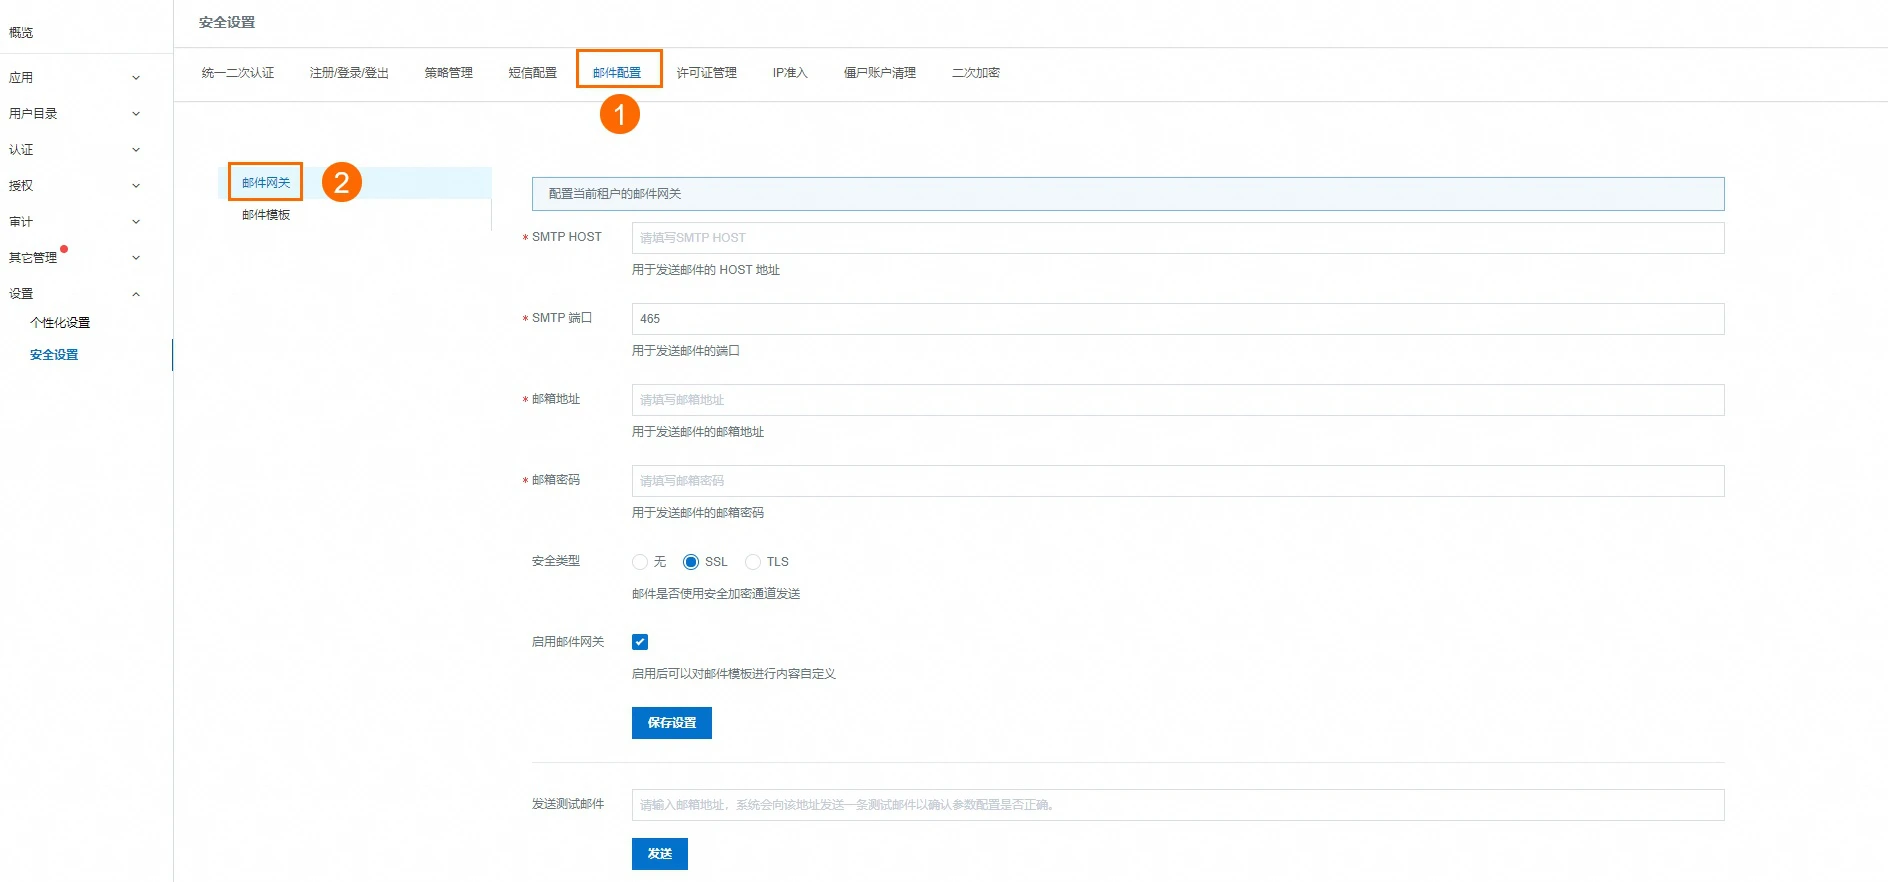 安全设置
概览
应用
用户目录
认证
授权
审计
其它管理
设置
个性化设置
安全设置
统一二次认证 注册/登录/登出 策略管理 短信配置 邮件配置 许可证管理 IP准入 僵尸账户清理 二次加密
1
邮件网关
2
邮件模板
配置当前租户的邮件网关
* SMTP HOST 请填写SMTP HOST
用于发送邮件的 HOST 地址
* SMTP 端口 465
用于发送邮件的端口
* 邮箱地址 请填写邮箱地址
用于发送邮件的邮箱地址
* 邮箱密码 请填写邮箱密码
用于发送邮件的邮箱密码
安全类型 无 SSL TLS
邮件是否使用安全加密通道发送
启用邮件网关
启用后可以对邮件模板进行内容自定义
保存设置
发送测试邮件 请输入邮箱地址，系统会向该地址发送一条测试邮件以确认参数配置是否正确。
发送